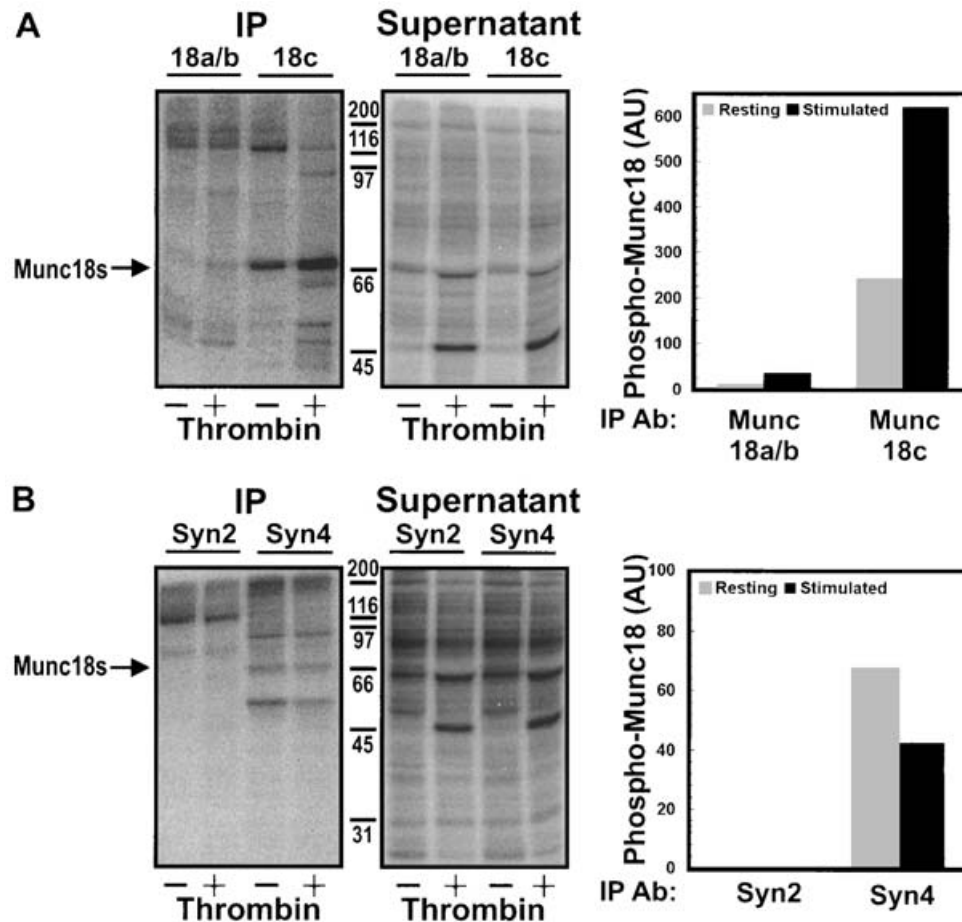 A
IP
Supernatant
18a/b 18c
18a/b 18c
200
116
97
66
45
Munc18s
− + − +
Thrombin
− + − +
Thrombin
Phospho-Munc18 (AU)
Resting Stimulated
600
500
400
300
200
100
0
IP Ab: Munc 18a/b Munc 18c
B
IP
Supernatant
Syn2 Syn4
Syn2 Syn4
200
116
97
66
45
31
Munc18s
− + − +
Thrombin
− + − +
Thrombin
Phospho-Munc18 (AU)
Resting Stimulated
100
80
60
40
20
0
IP Ab: Syn2 Syn4